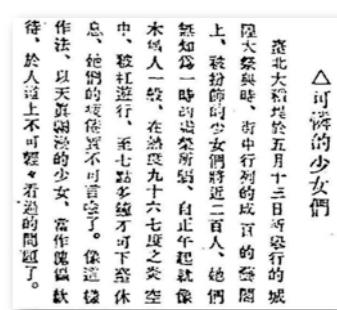 △可憐的少女們
臺北大稻埕於五月十三日所舉行的城
隍大祭典時、街中行列的成百的藝閣
上、被扮飾的少女們將近二百人、她們
無知為一時的虛榮所騙、自正午起就像
木偶人一般、在熱度九十六七度之炎空
中、被扛遊行、至七點多鐘才可下臺休
息、她們的疲倦實不可言喻了。像這樣
作法、以天真爛漫的少女、當作傀儡款
待、於人道上不可輕々看過的問題了。